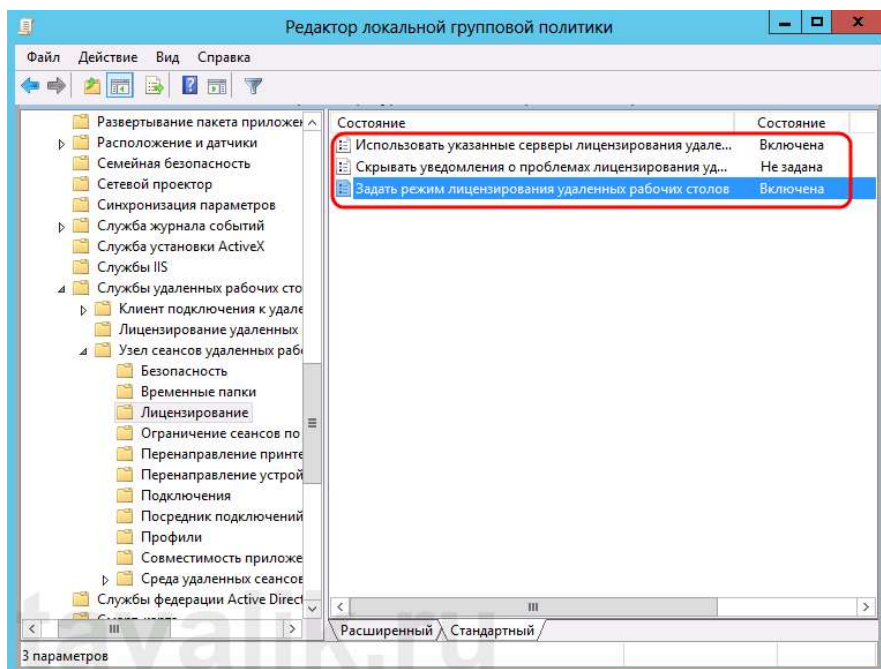 Редактор локальной групповой политики
Файл Действие Вид Справка
Развертывание пакета приложен
Расположение и датчики
Семейная безопасность
Сетевой проектор
Синхронизация параметров
Служба журнала событий
Служба установки ActiveX
Службы IIS
Службы удаленных рабочих сто
Клиент подключения к удале
Лицензирование удаленных
Узел сеансов удаленных рабо
Безопасность
Временные папки
Лицензирование
Ограничение сеансов по
Перенаправление принте
Перенаправление устрой
Подключения
Посредник подключений
Профили
Совместимость приложе
Среда удаленных сеансов
Службы федерации Active Direct
Состояние Состояние
Использовать указанные серверы лицензирования удале... Включена
Скрывать уведомления о проблемах лицензирования уд... Не задана
Задать режим лицензирования удаленных рабочих столов Включена
Расширенный Стандартный
3 параметров
tavalik.ru